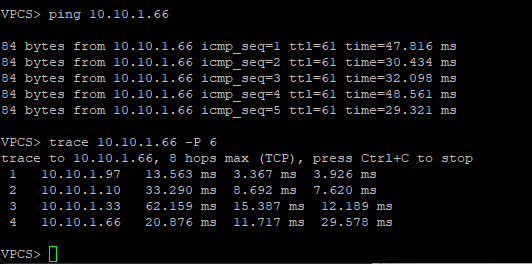 VPCS> ping 10.10.1.66
84 bytes from 10.10.1.66 icmp_seq=1 ttl=61 time=47.816 ms
84 bytes from 10.10.1.66 icmp_seq=2 ttl=61 time=30.434 ms
84 bytes from 10.10.1.66 icmp_seq=3 ttl=61 time=32.098 ms
84 bytes from 10.10.1.66 icmp_seq=4 ttl=61 time=48.561 ms
84 bytes from 10.10.1.66 icmp_seq=5 ttl=61 time=29.321 ms
VPCS> trace 10.10.1.66 -P 6
trace to 10.10.1.66, 8 hops max (TCP), press Ctrl+C to stop
1 10.10.1.97 13.563 ms 3.367 ms 3.926 ms
2 10.10.1.10 33.290 ms 8.692 ms 7.620 ms
3 10.10.1.33 62.159 ms 15.387 ms 12.189 ms
4 10.10.1.66 20.876 ms 11.717 ms 29.578 ms
VPCS>